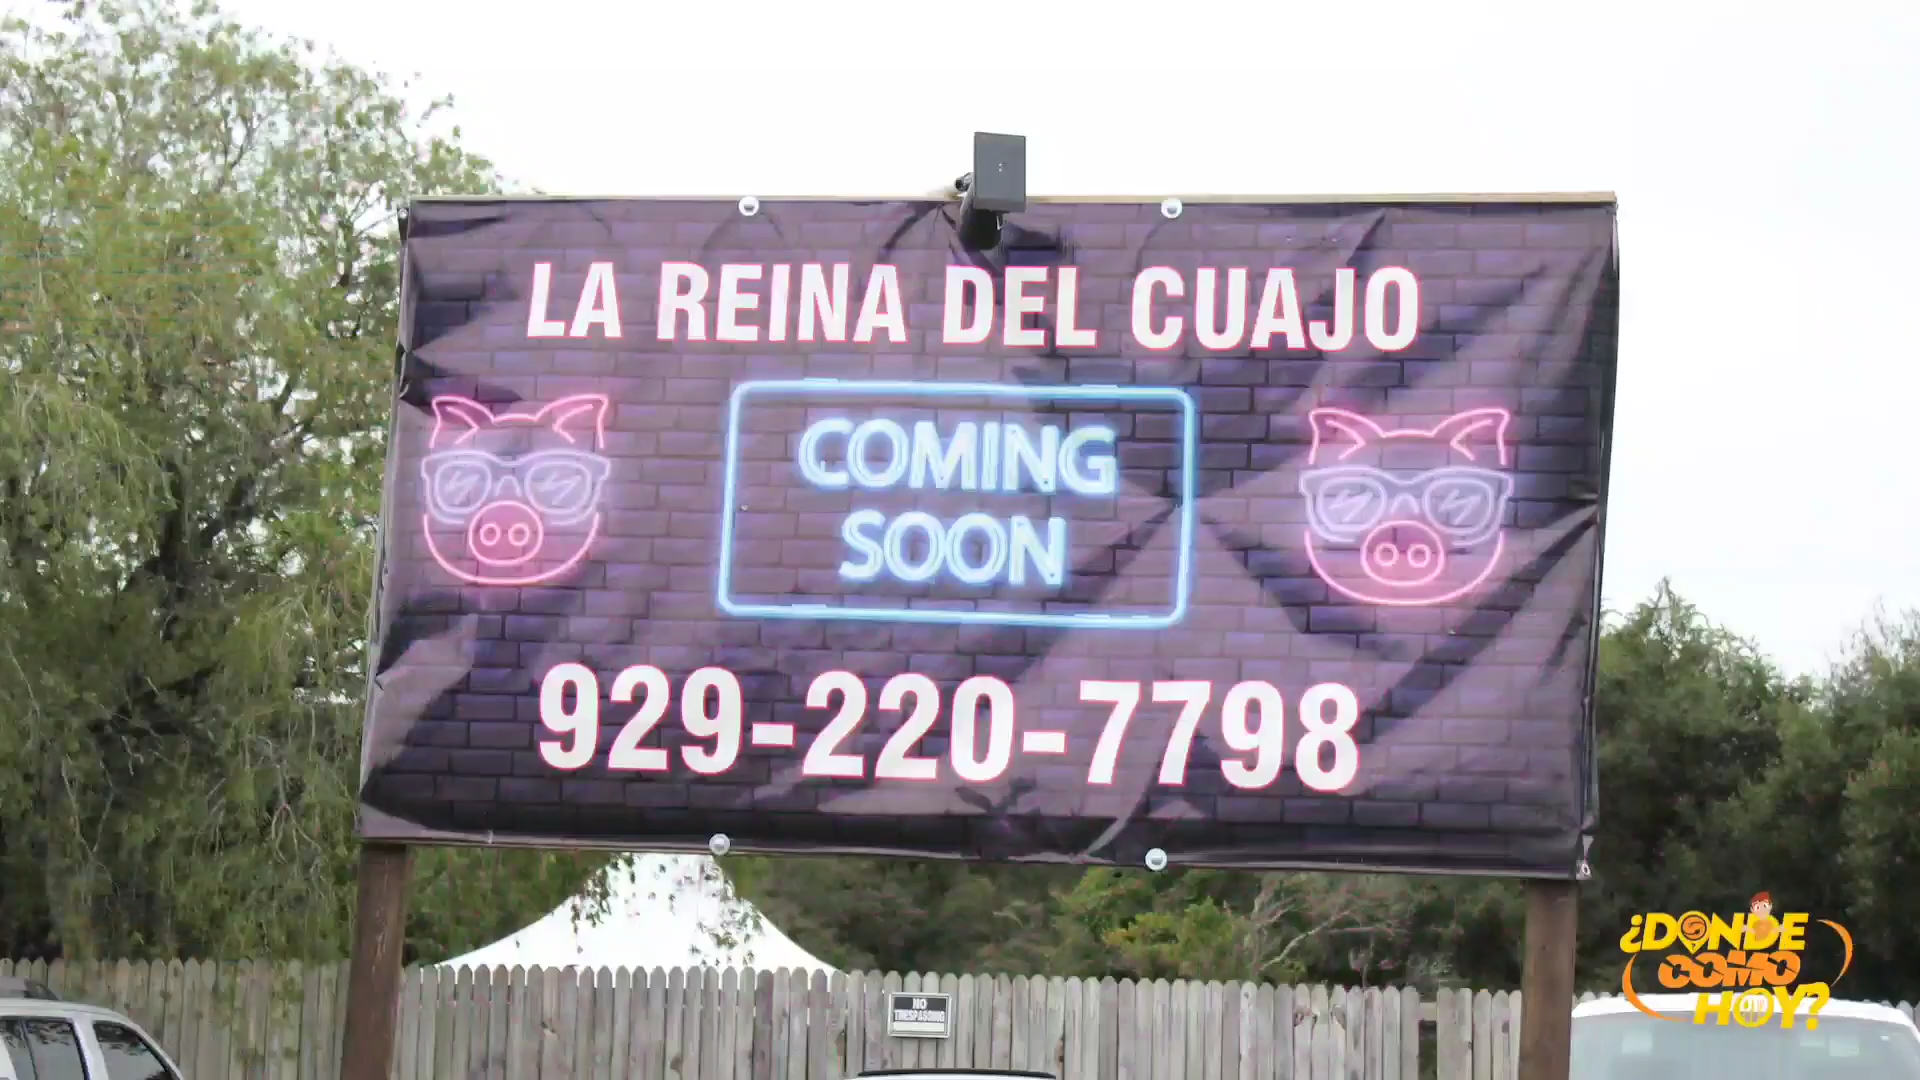 LA REINA DEL CUAJO
COMING
SOON
929-220-7798
NO
TRESPASSING
¿DONDE
COMO
HOY?